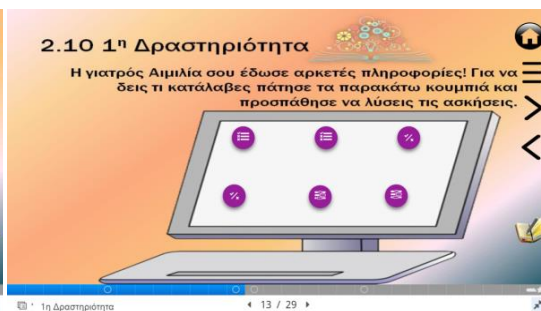 2.10 1η Δραστηριότητα
Η γιατρός Αιμιλία σου έδωσε αρκετές πληροφορίες! Για να
δεις τι κατάλαβες πάτησε τα παρακάτω κουμπιά και
προσπάθησε να λύσεις τις ασκήσεις.
1η Δραστηριότητα
13 / 29